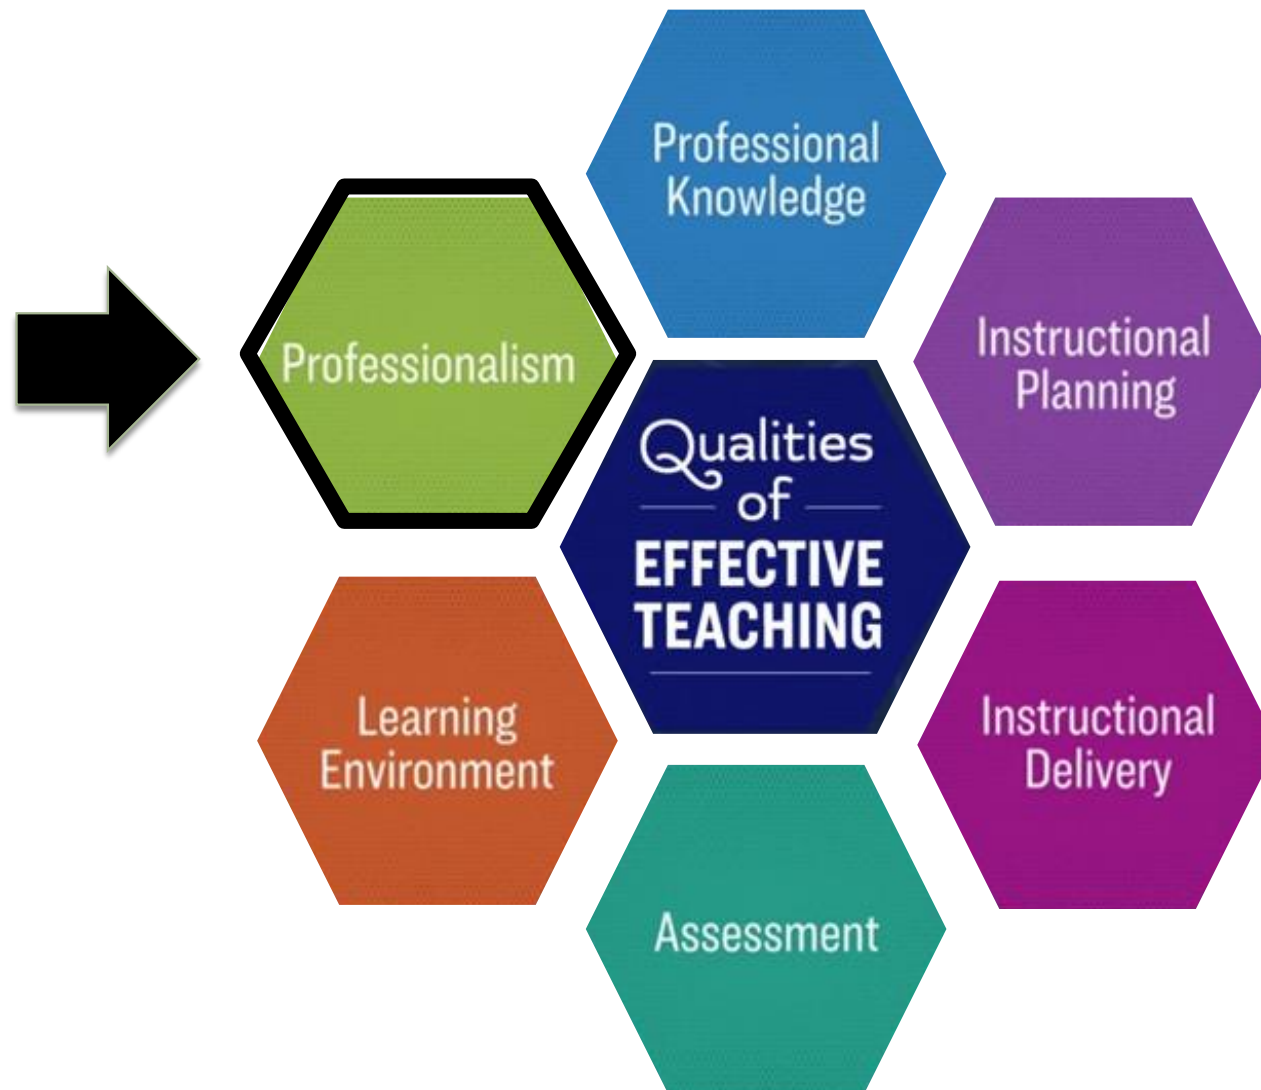 Professional
Knowledge
Professionalism
Instructional
Planning
Qualities
of
EFFECTIVE
TEACHING
Learning
Environment
Instructional
Delivery
Assessment